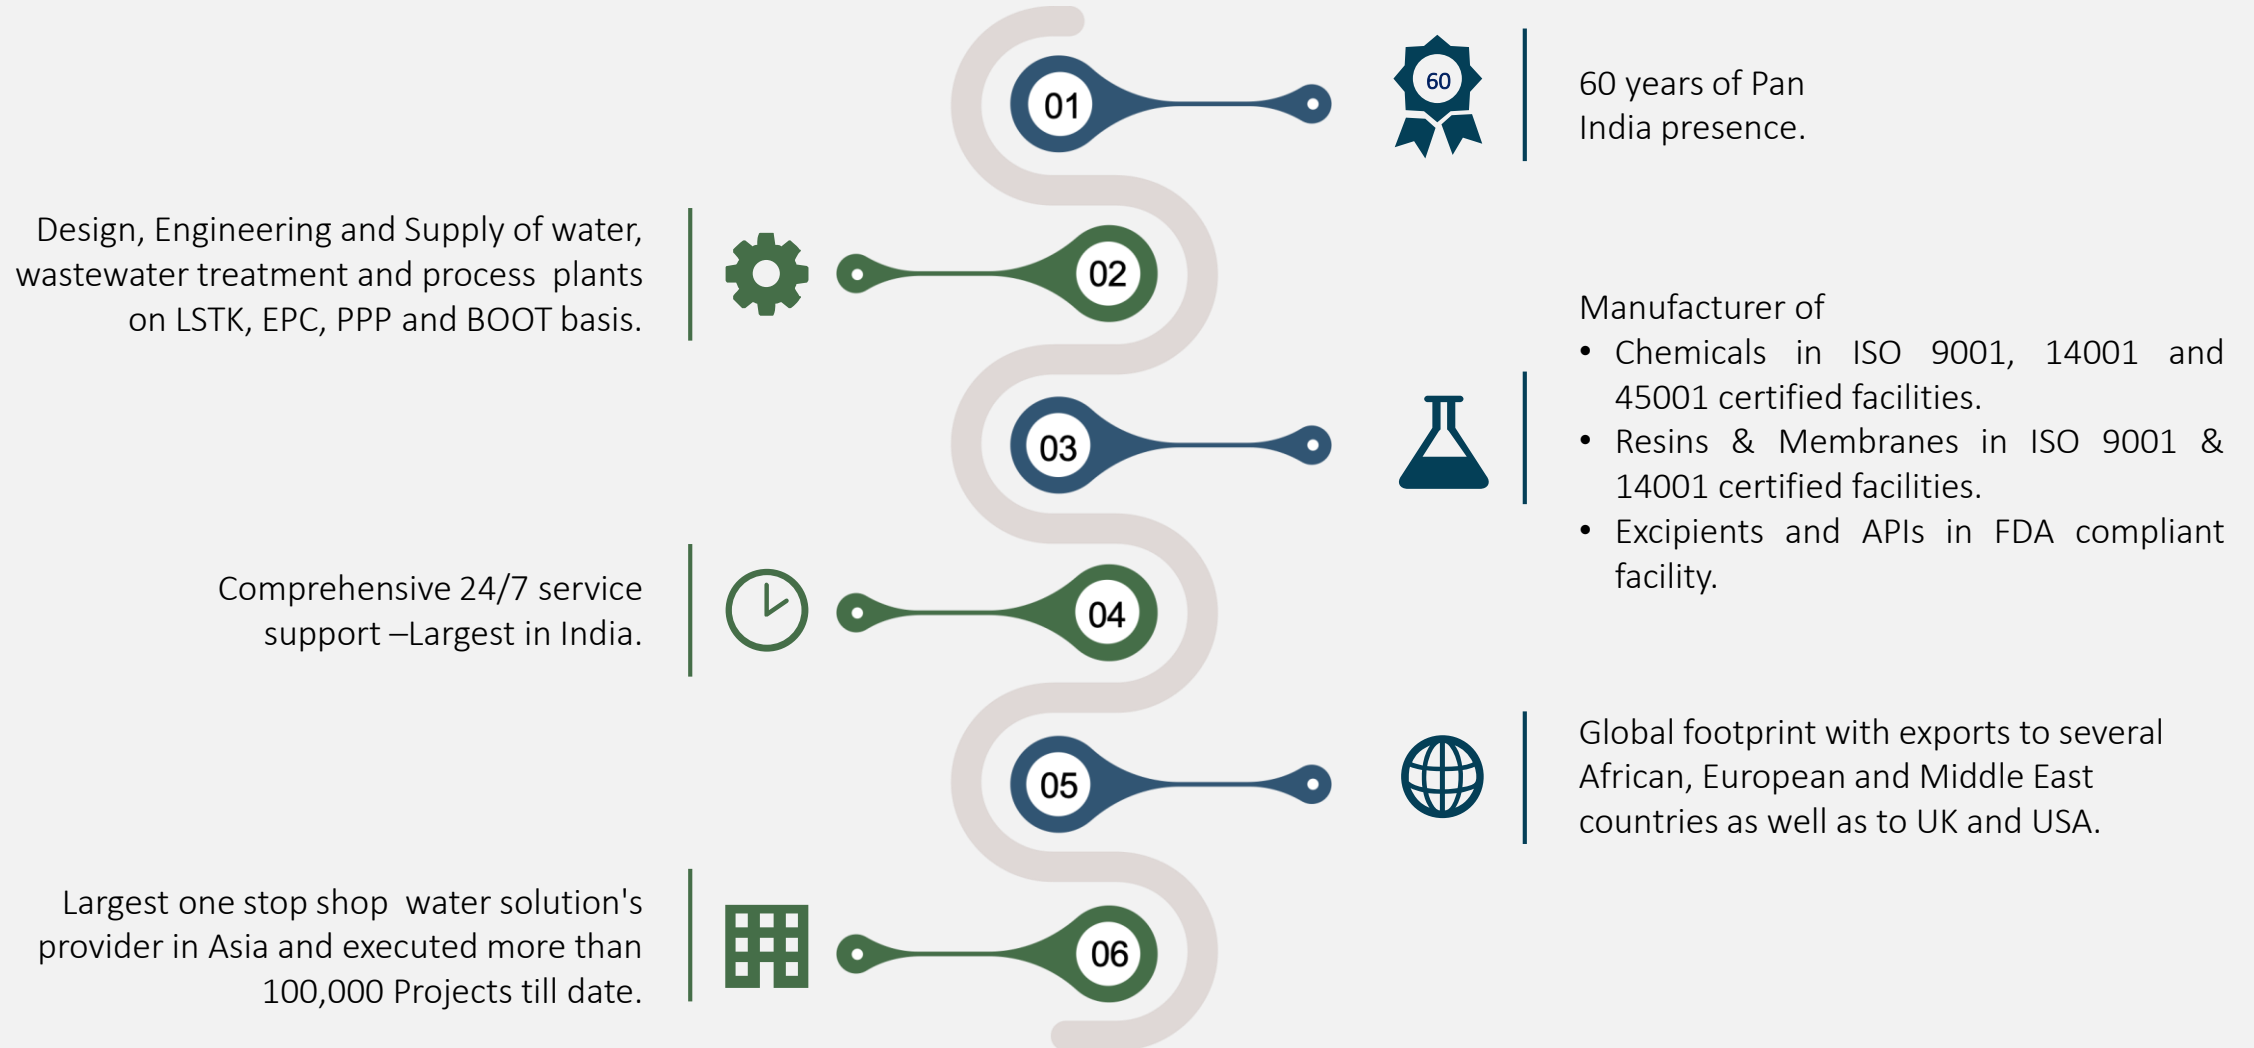 01
60
60 years of Pan
India presence.
Design, Engineering and Supply of water,
wastewater treatment and process  plants
on LSTK, EPC, PPP and BOOT basis.
02
Manufacturer of
• Chemicals in ISO 9001, 14001 and
45001 certified facilities.
• Resins & Membranes in ISO 9001 &
14001 certified facilities.
• Excipients and APIs in FDA compliant
facility.
03
Comprehensive 24/7 service
support –Largest in India.
04
05
Global footprint with exports to several
African, European and Middle East
countries as well as to UK and USA.
Largest one stop shop  water solution's
provider in Asia and executed more than
100,000 Projects till date.
06